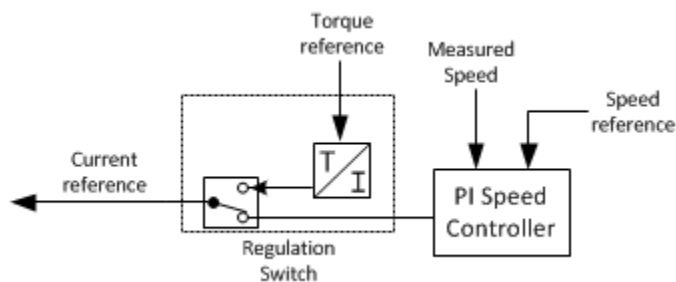 Torque
reference
Measured
Speed
Speed
reference
Current
reference
T
I
PI Speed
Controller
Regulation
Switch